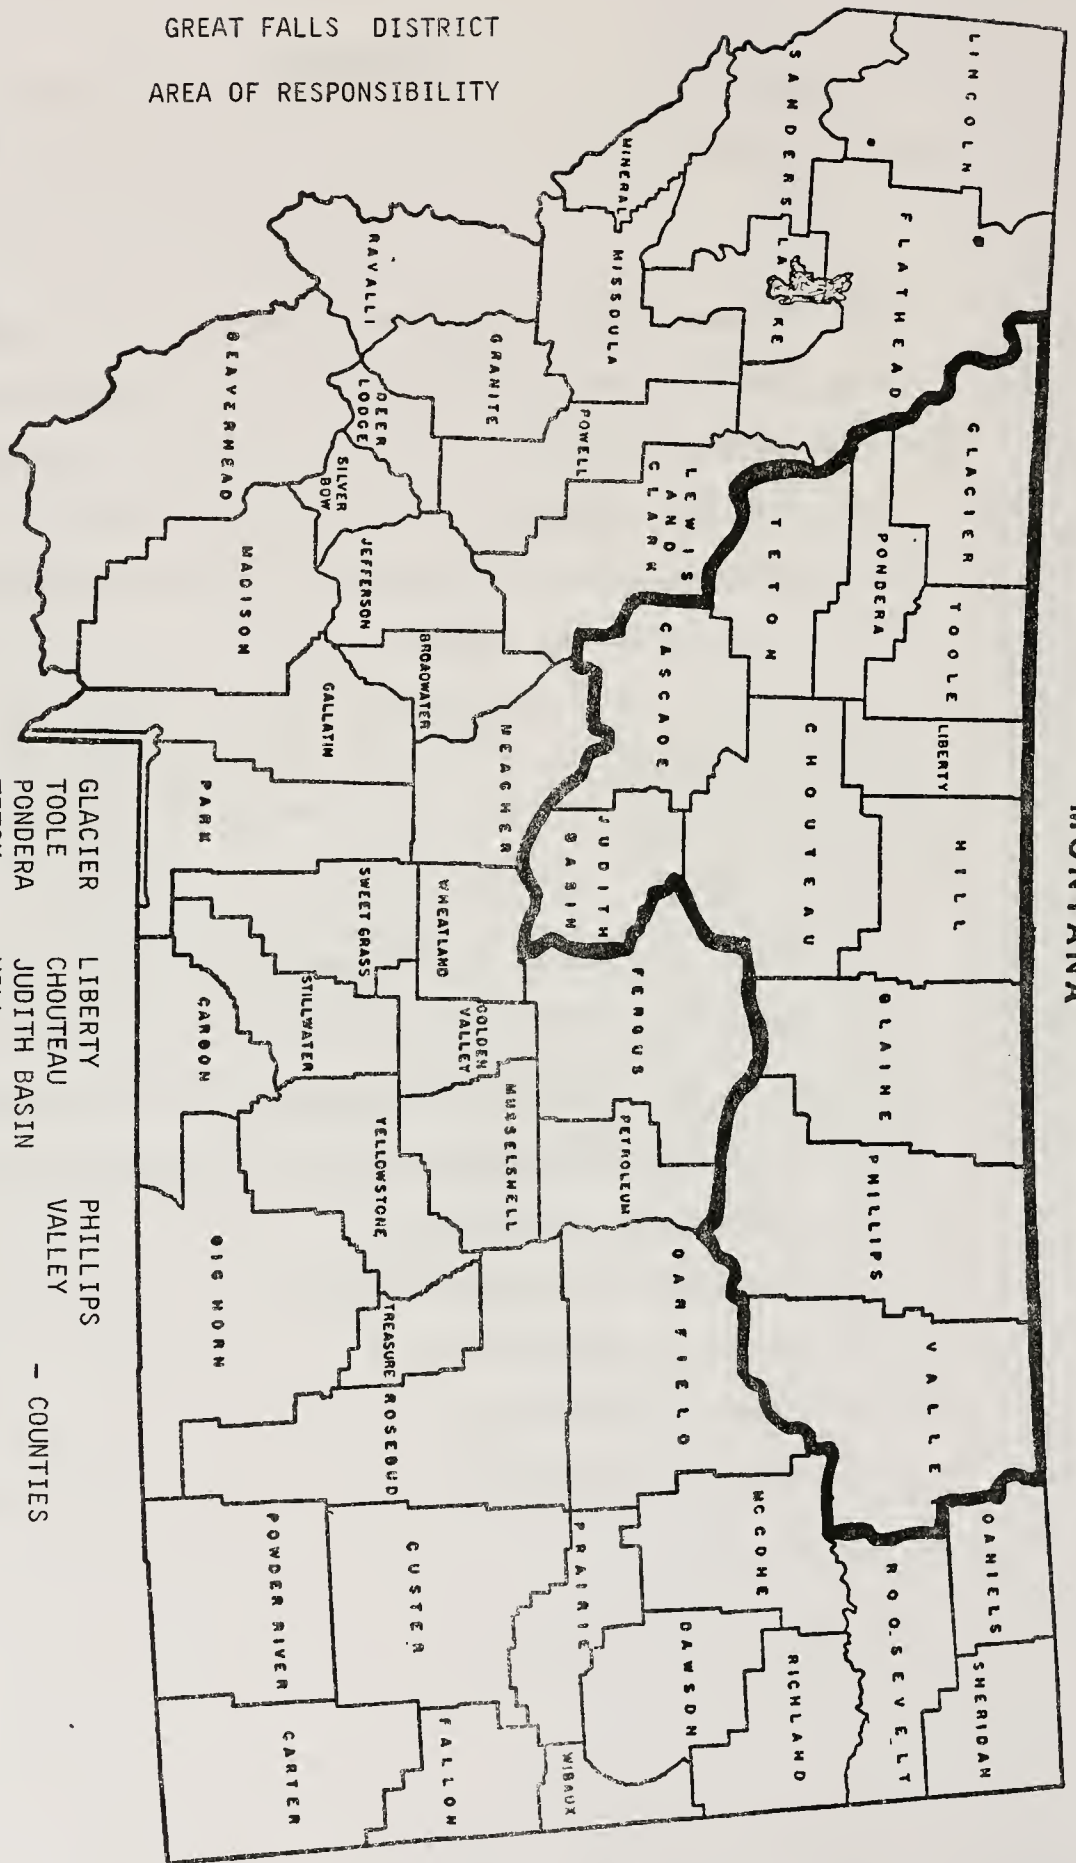 GREAT FALLS DISTRICT
AREA OF RESPONSIBILITY
MONTANA
LINCOLN
FLATHEAD
SANDERS
LAKE
MINERAL
MISSOULA
RAVALLI
GRANITE
POWELL
DEER
LODGE
SILVER
BOW
BEAVERHEAD
MADISON
JEFFERSON
BROADWATER
LEWIS
AND
CLARK
GLACIER
TOOLE
PONDERA
TETON
LIBERTY
HILL
CHOUTEAU
CASCADE
JUDITH
BASIN
MEAGHER
GALLATIN
PARK
SWEET GRASS
WHEATLAND
STILLWATER
CARBON
GOLDEN
VALLEY
MUSSELSHELL
YELLOWSTONE
BIG HORN
TREASURE
ROSEBUD
FERGUS
PETROLEUM
BLAINE
PHILLIPS
VALLE
GARFIELD
MCCONE
PRAIRIE
CUSTER
POWDER RIVER
CARTER
FALLON
WIBAUX
DAWSON
RICHLAND
ROOSEVELT
DANIELS
SHERIDAN
GLACIER LIBERTY PHILLIPS
TOOLE CHOUTEAU VALLEY
PONDERA JUDITH BASIN
- COUNTIES